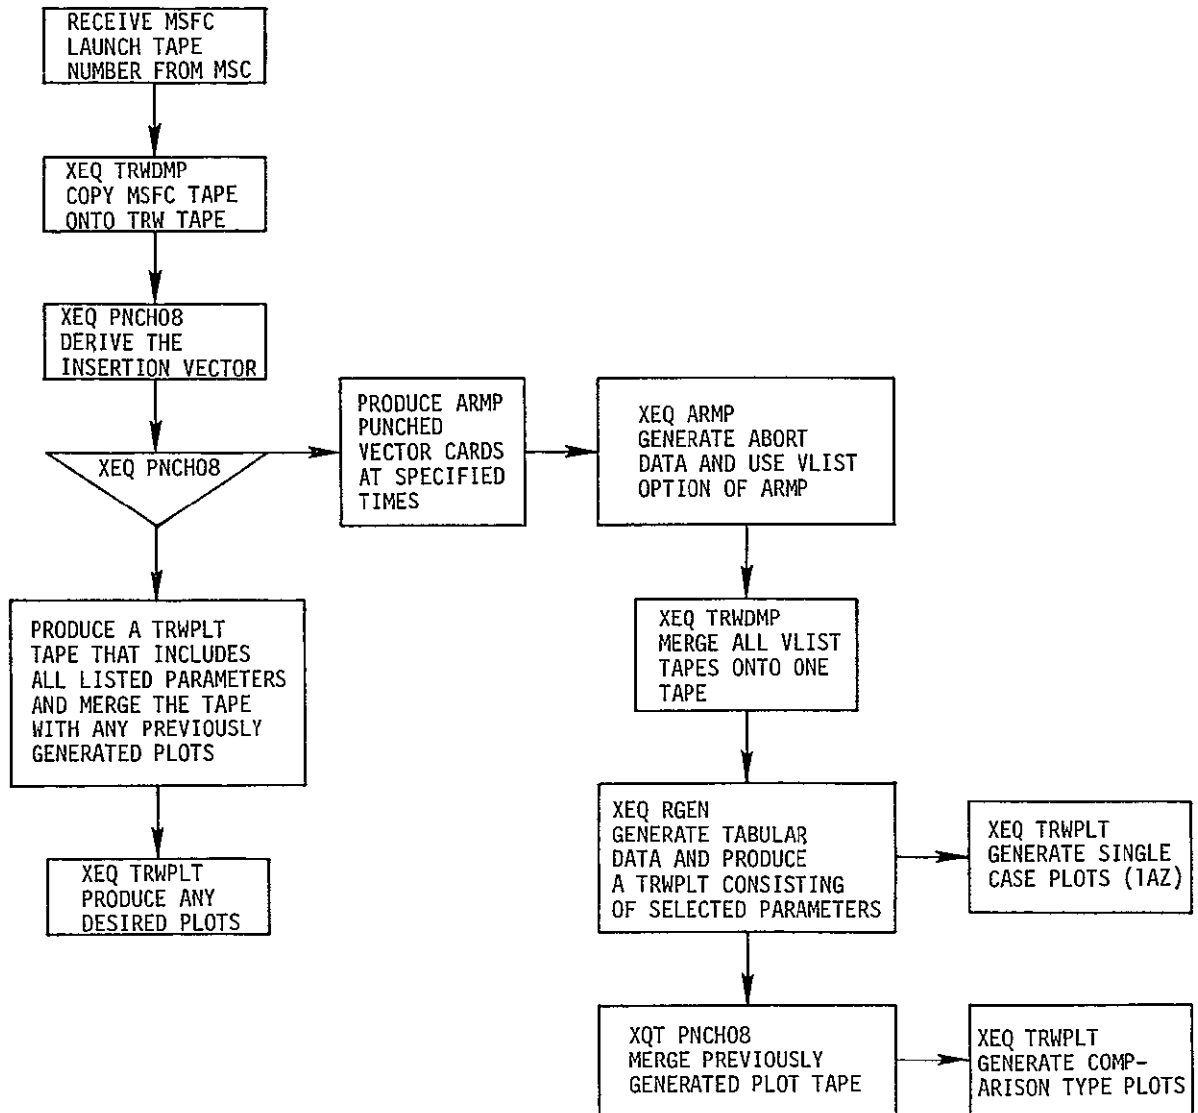 RECEIVE MSFC
LAUNCH TAPE
NUMBER FROM MSC
XEQ TRWDMP
COPY MSFC TAPE
ONTO TRW TAPE
XEQ PNCH08
DERIVE THE
INSERTION VECTOR
XEQ PNCH08
PRODUCE ARMP
PUNCHED
VECTOR CARDS
AT SPECIFIED
TIMES
XEQ ARMP
GENERATE ABORT
DATA AND USE VLIST
OPTION OF ARMP
PRODUCE A TRWPLT
TAPE THAT INCLUDES
ALL LISTED PARAMETERS
AND MERGE THE TAPE
WITH ANY PREVIOUSLY
GENERATED PLOTS
XEQ TRWPLT
PRODUCE ANY
DESIRED PLOTS
XEQ TRWDMP
MERGE ALL VLIST
TAPES ONTO ONE
TAPE
XEQ RGEN
GENERATE TABULAR
DATA AND PRODUCE
A TRWPLT CONSISTING
OF SELECTED PARAMETERS
XEQ TRWPLT
GENERATE SINGLE
CASE PLOTS (1AZ)
XQT PNCH08
MERGE PREVIOUSLY
GENERATED PLOT TAPE
XEQ TRWPLT
GENERATE COMP-
ARISON TYPE PLOTS